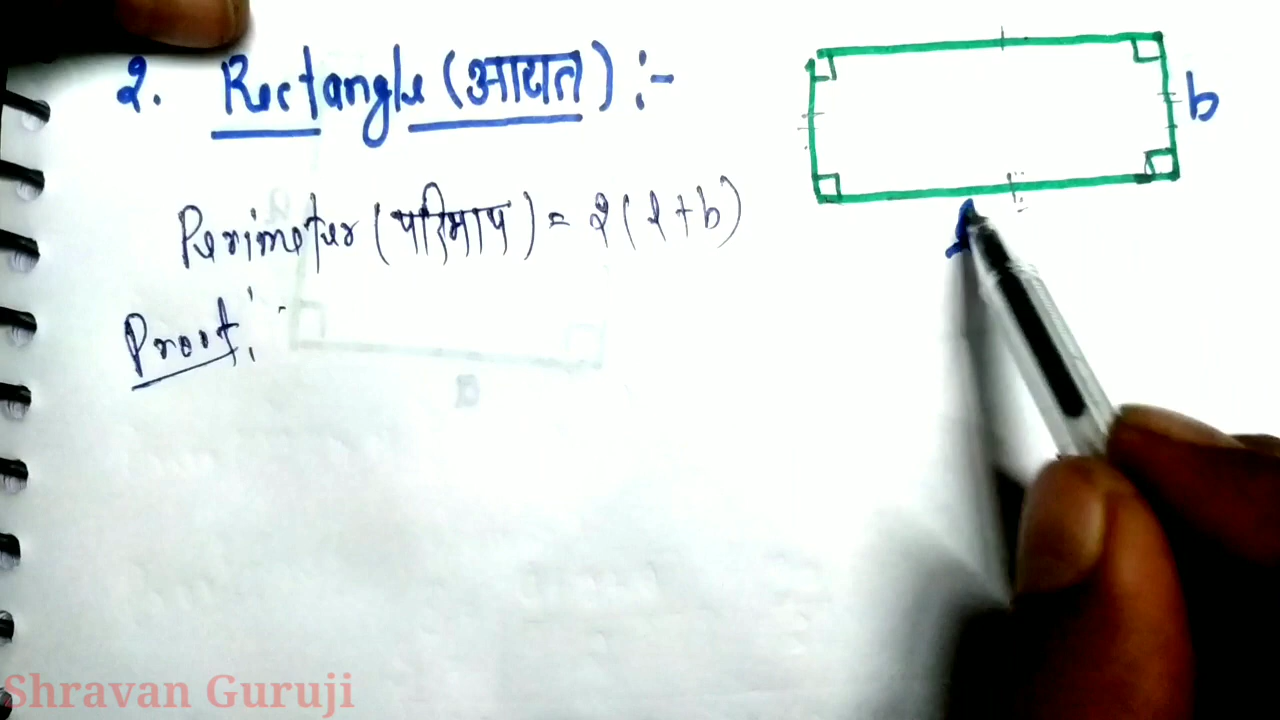 2. Rectangle (आयत) :-
b
Perimeter (परिमाप) = 2 (l + b)
l
Proof :-
Shravan Guruji